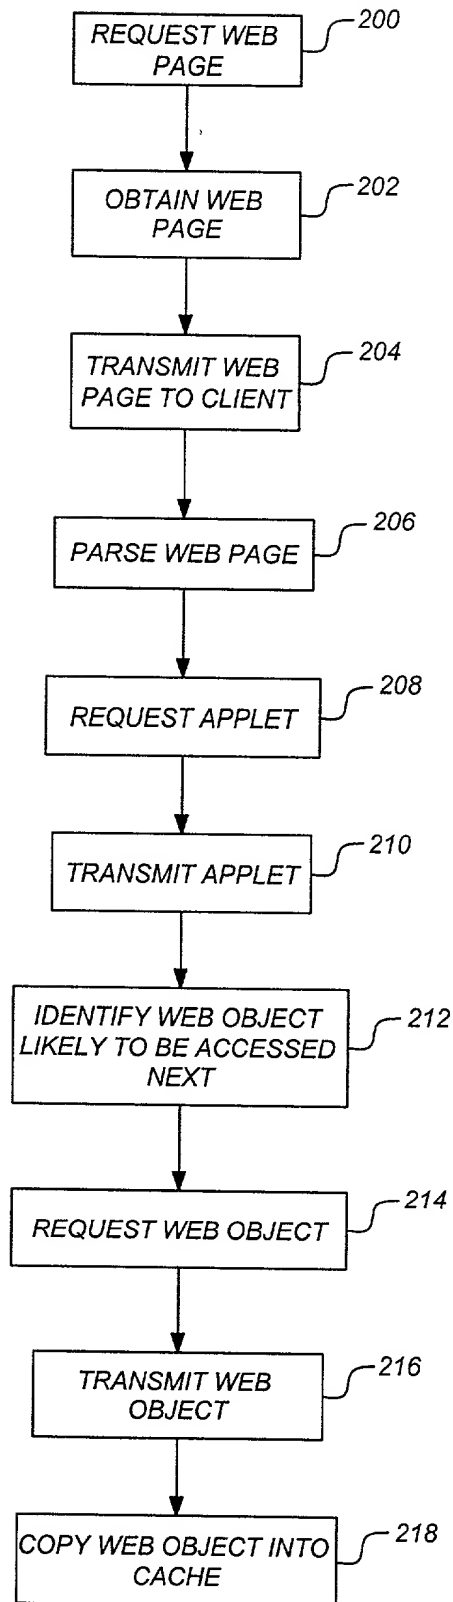 REQUEST WEB
PAGE
200
OBTAIN WEB
PAGE
202
TRANSMIT WEB
PAGE TO CLIENT
204
PARSE WEB PAGE
206
REQUEST APPLET
208
TRANSMIT APPLET
210
IDENTIFY WEB OBJECT
LIKELY TO BE ACCESSED
NEXT
212
REQUEST WEB OBJECT
214
TRANSMIT WEB
OBJECT
216
COPY WEB OBJECT INTO
CACHE
218